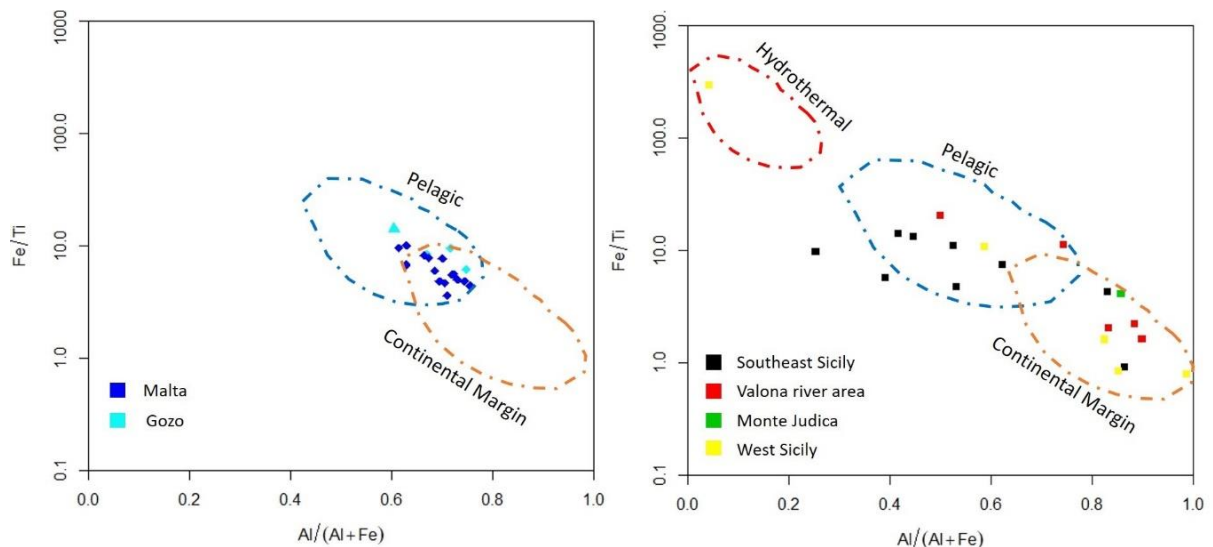 1000
100.0
10.0
1.0
0.1
Fe/Ti
Pelagic
Continental Margin
Malta
Gozo
0.0 0.2 0.4 0.6 0.8 1.0
Al/(Al+Fe)
1000.
100.0
10.0
1.0
0.1
Fe/Ti
Hydrothermal
Pelagic
Continental Margin
Southeast Sicily
Valona river area
Monte Judica
West Sicily
0.0 0.2 0.4 0.6 0.8 1.0
Al/(Al+Fe)